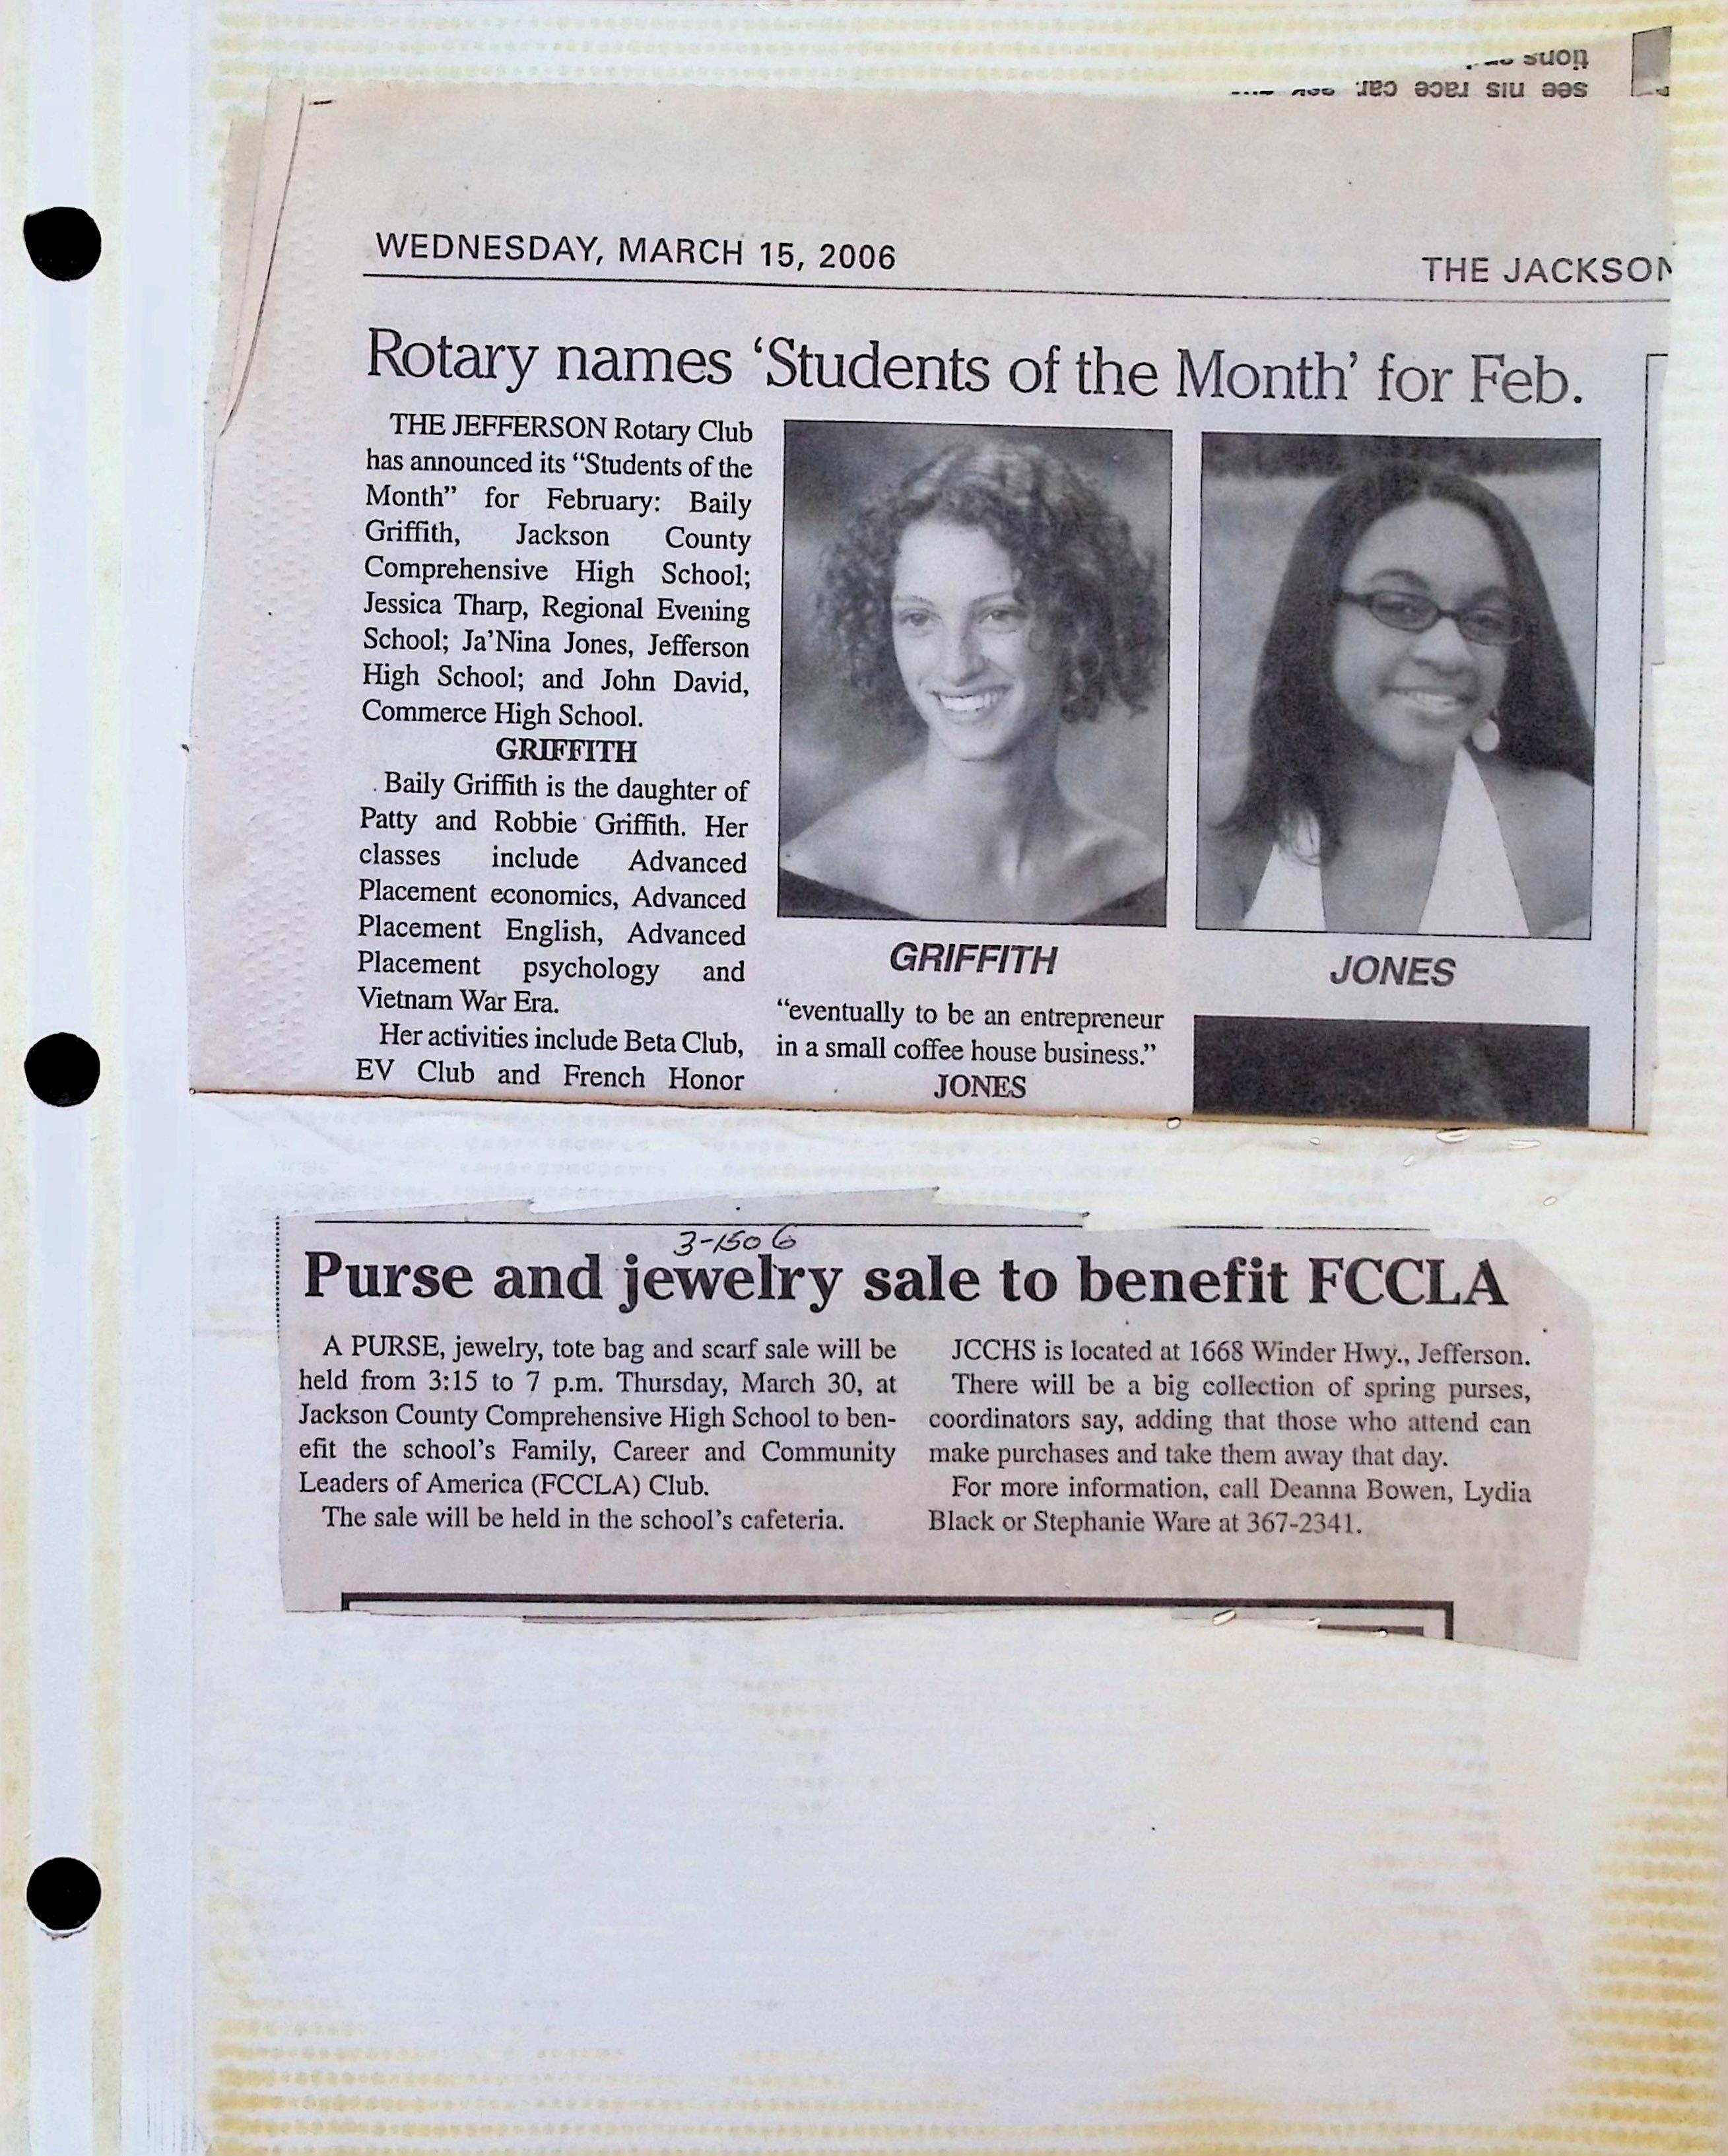 tions
see his race car.
WEDNESDAY, MARCH 15, 2006
THE JACKSON
Rotary names ‘Students of the Month’ for Feb.
THE JEFFERSON Rotary Club
has announced its “Students of the
Month” for February: Baily
Griffith, Jackson County
Comprehensive High School;
Jessica Tharp, Regional Evening
School; Ja’Nina Jones, Jefferson
High School; and John David,
Commerce High School.
GRIFFITH
Baily Griffith is the daughter of
Patty and Robbie Griffith. Her
classes include Advanced
Placement economics, Advanced
Placement English, Advanced
Placement psychology and
Vietnam War Era.
Her activities include Beta Club,
EV Club and French Honor
GRIFFITH
“eventually to be an entrepreneur
in a small coffee house business.”
JONES
JONES
3-1506
Purse and jewelry sale to benefit FCCLA
A PURSE, jewelry, tote bag and scarf sale will be
held from 3:15 to 7 p.m. Thursday, March 30, at
Jackson County Comprehensive High School to ben-
efit the school’s Family, Career and Community
Leaders of America (FCCLA) Club.
The sale will be held in the school’s cafeteria.
JCCHS is located at 1668 Winder Hwy., Jefferson.
There will be a big collection of spring purses,
coordinators say, adding that those who attend can
make purchases and take them away that day.
For more information, call Deanna Bowen, Lydia
Black or Stephanie Ware at 367-2341.